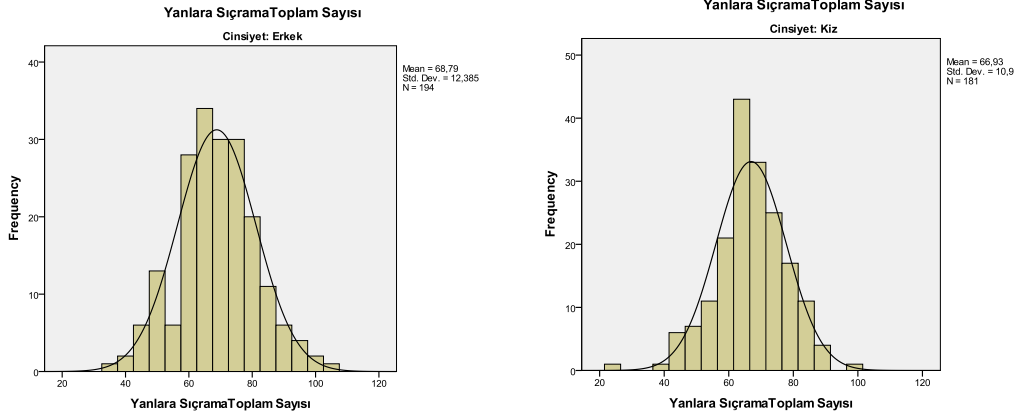 Yanlara SıçramaToplam Sayısı
Cinsiyet: Erkek
Mean = 68,79
Std. Dev. = 12,385
N = 194
Frequency
40
30
20
10
0
20 40 60 80 100 120
Yanlara SıçramaToplam Sayısı
Yanlara SıçramaToplam Sayısı
Cinsiyet: Kiz
Mean = 66,93
Std. Dev. = 10,9
N = 181
Frequency
50
40
30
20
10
0
20 40 60 80 100 120
Yanlara SıçramaToplam Sayısı